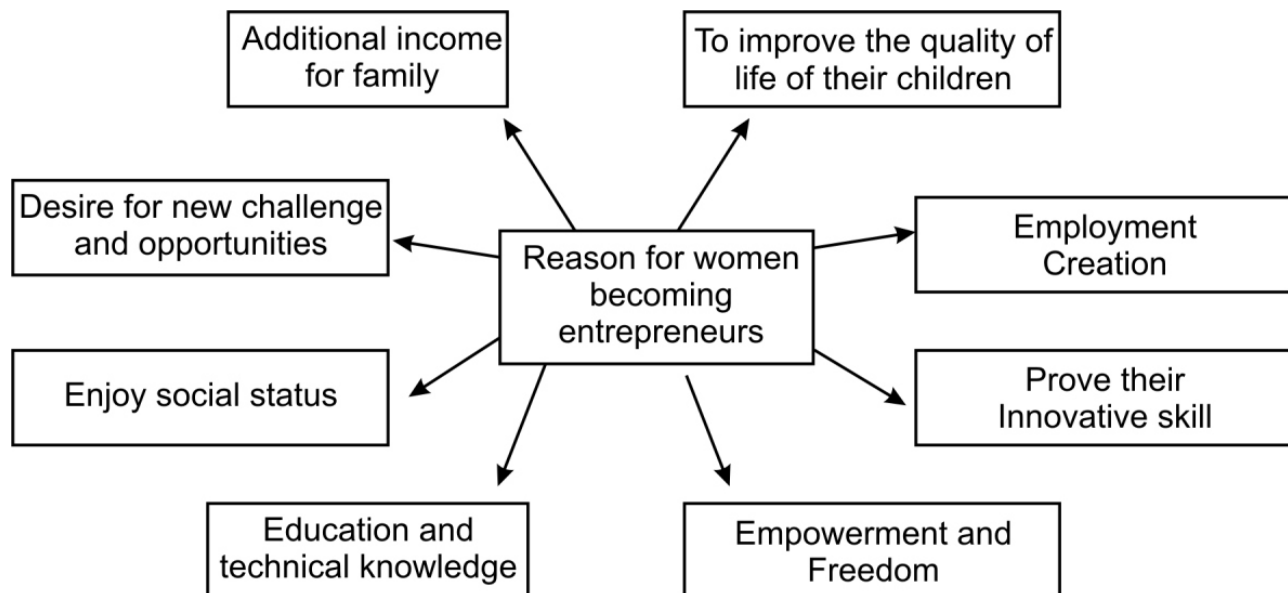 Additional income
for family
To improve the quality of
life of their children
Desire for new challenge
and opportunities
Reason for women
becoming
entrepreneurs
Employment
Creation
Enjoy social status
Prove their
Innovative skill
Education and
technical knowledge
Empowerment and
Freedom